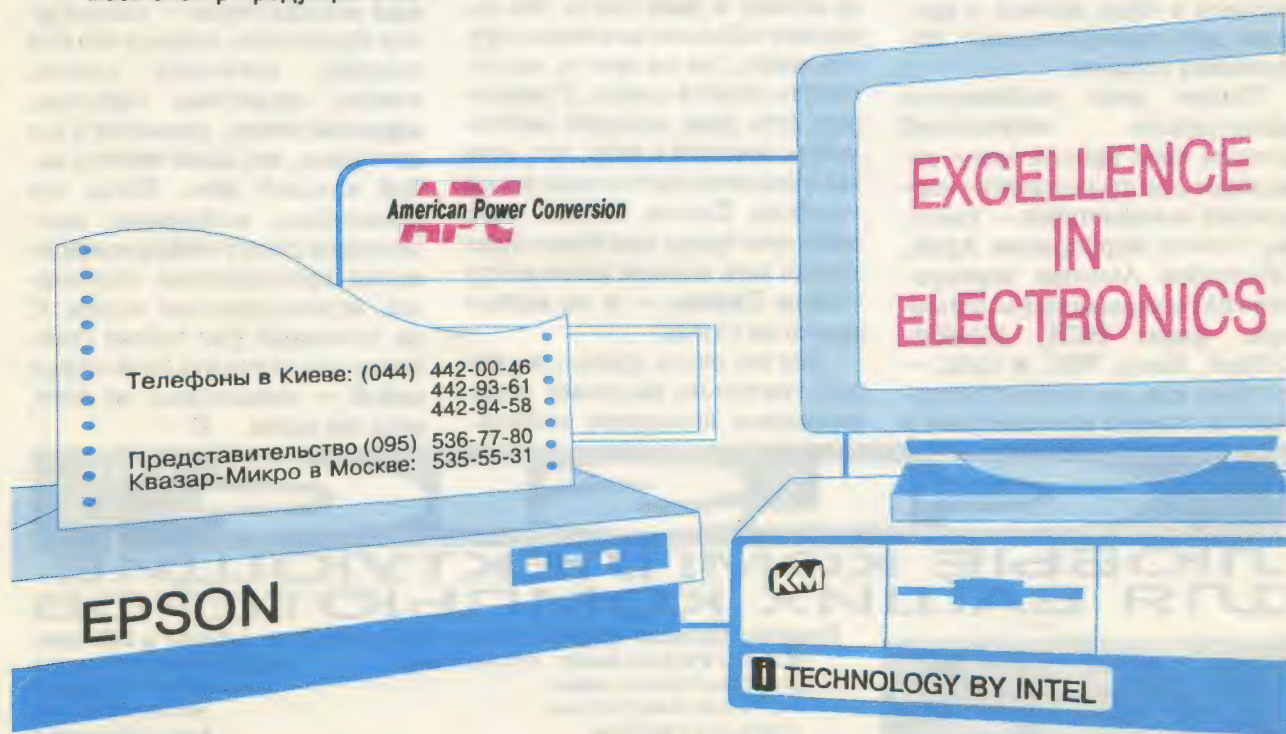 APC
American Power Conversion
EXCELLENCE
IN
ELECTRONICS
Телефоны в Киеве: (044) 442-00-46
442-93-61
442-94-58
Представительство (095) 536-77-80
Квазар-Микро в Москве: 535-55-31
EPSON
KM
i TECHNOLOGY BY INTEL